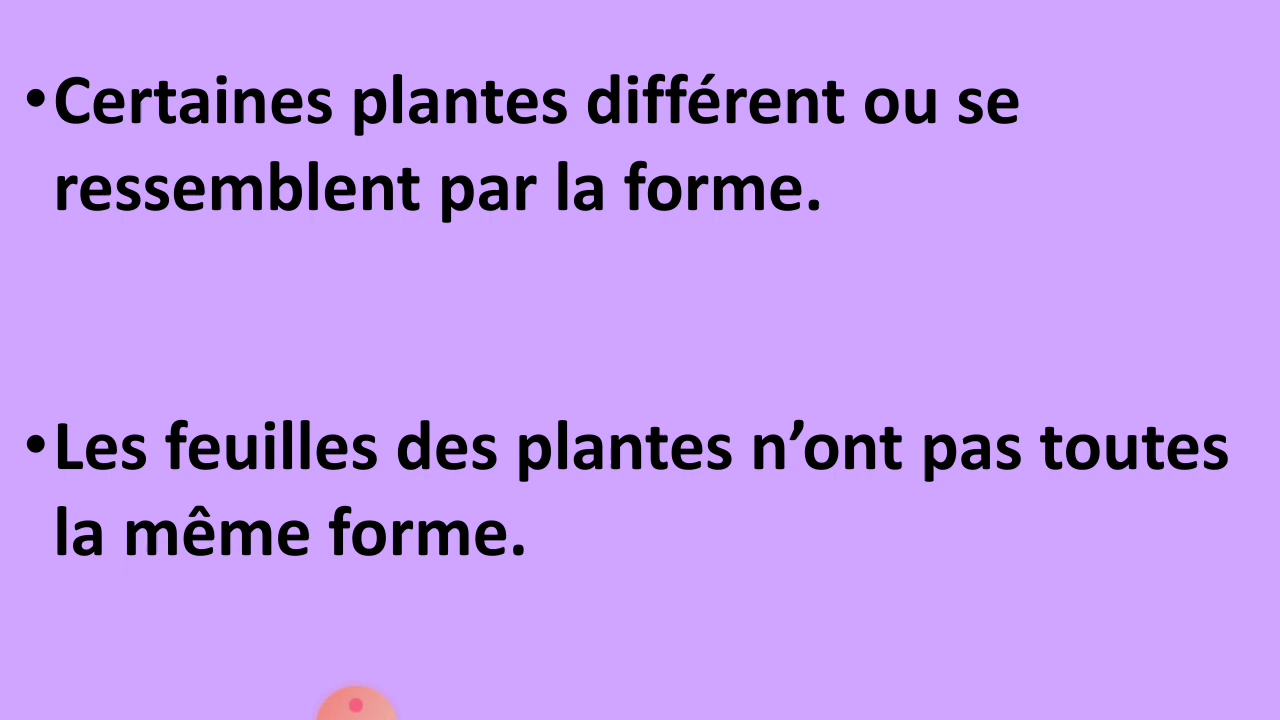 •Certaines plantes différent ou se
ressemblent par la forme.
•Les feuilles des plantes n’ont pas toutes
la même forme.